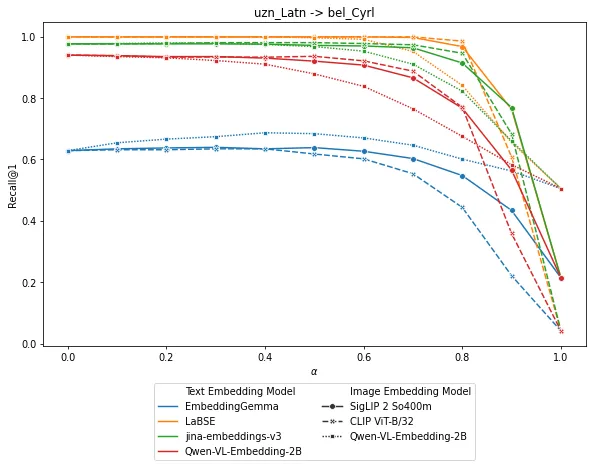 uzn_Latn -> bel_Cyrl
Recall@1
1.0
0.8
0.6
0.4
0.2
0.0
0.0 0.2 0.4 0.6 0.8 1.0
α
Text Embedding Model
EmbeddingGemma
LaBSE
jina-embeddings-v3
Qwen-VL-Embedding-2B
Image Embedding Model
SigLIP 2 So400m
CLIP ViT-B/32
Qwen-VL-Embedding-2B